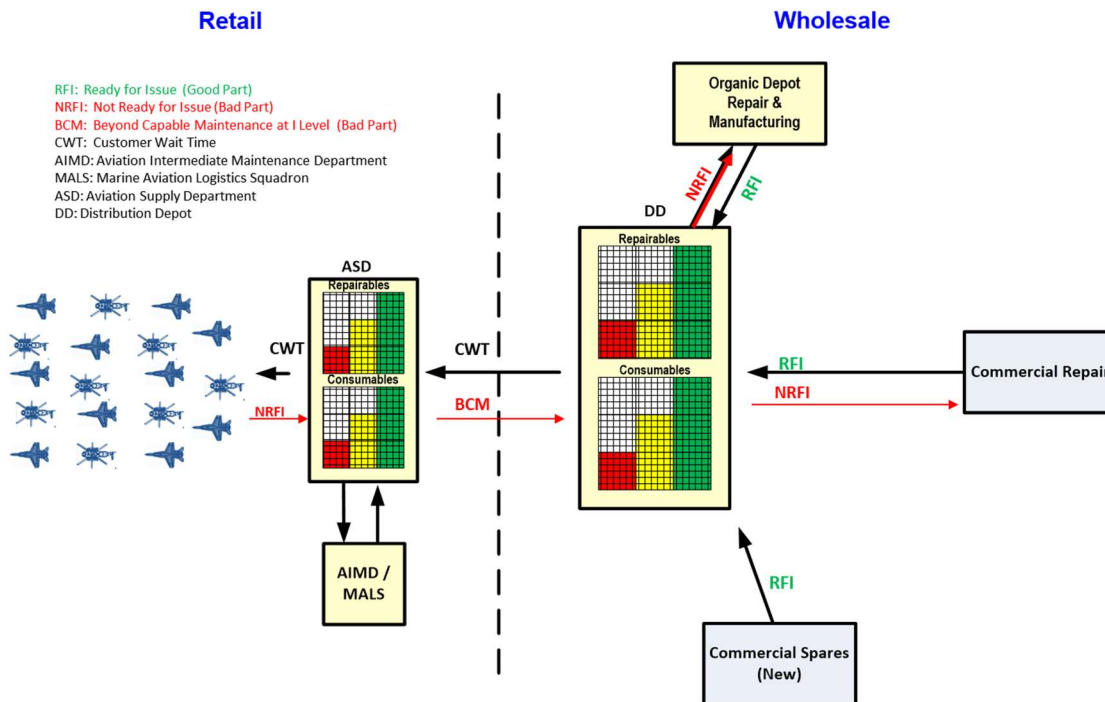 Retail
Wholesale
RFI: Ready for Issue (Good Part)
NRFI: Not Ready for Issue (Bad Part)
BCM: Beyond Capable Maintenance at I Level (Bad Part)
CWT: Customer Wait Time
AIMD: Aviation Intermediate Maintenance Department
MALS: Marine Aviation Logistics Squadron
ASD: Aviation Supply Department
DD: Distribution Depot
Organic Depot
Repair &
Manufacturing
NRFI
RFI
DD
Repairables
Consumables
ASD
Repairables
Consumables
CWT
NRFI
CWT
BCM
RFI
NRFI
Commercial Repair
AIMD /
MALS
RFI
Commercial Spares
(New)